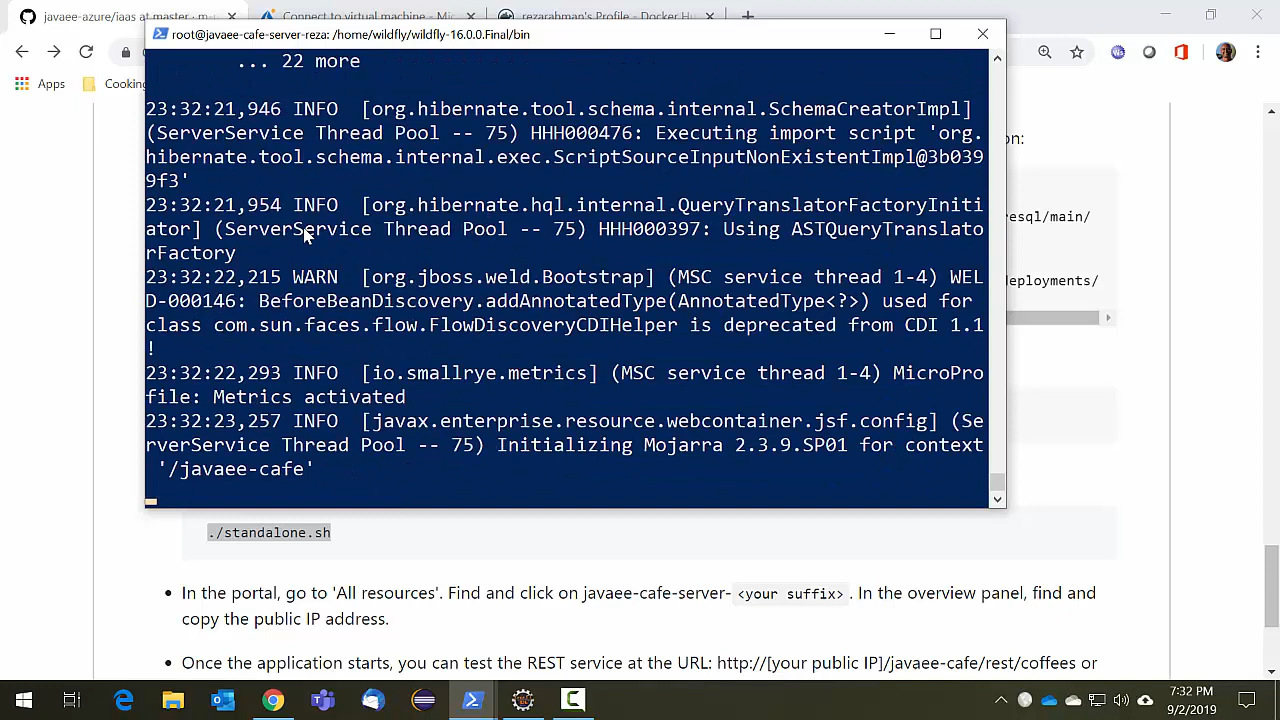 javaee-azure/iaas at master · m-
Connect to virtual machine - Mic
rezarahman's Profile - Docker Hu
root@javaee-cafe-server-reza: /home/wildfly/wildfly-16.0.0.Final/bin
Apps
Cooking
... 22 more
23:32:21,946 INFO  [org.hibernate.tool.schema.internal.SchemaCreatorImpl]
(ServerService Thread Pool -- 75) HHH000476: Executing import script 'org.
hibernate.tool.schema.internal.exec.ScriptSourceInputNonExistentImpl@3b039
9f3'
23:32:21,954 INFO  [org.hibernate.hql.internal.QueryTranslatorFactoryIniti
ator] (ServerService Thread Pool -- 75) HHH000397: Using ASTQueryTranslato
rFactory
23:32:22,215 WARN  [org.jboss.weld.Bootstrap] (MSC service thread 1-4) WEL
D-000146: BeforeBeanDiscovery.addAnnotatedType(AnnotatedType<?>) used for
class com.sun.faces.flow.FlowDiscoveryCDIHelper is deprecated from CDI 1.1
!
23:32:22,293 INFO  [io.smallrye.metrics] (MSC service thread 1-4) MicroPro
file: Metrics activated
23:32:23,257 INFO  [javax.enterprise.resource.webcontainer.jsf.config] (Se
rverService Thread Pool -- 75) Initializing Mojarra 2.3.9.SP01 for context
'/javaee-cafe'
on:
resql/main/
deployments/
./standalone.sh
• In the portal, go to 'All resources'. Find and click on javaee-cafe-server- <your suffix> . In the overview panel, find and
copy the public IP address.
• Once the application starts, you can test the REST service at the URL: http://[your public IP]/javaee-cafe/rest/coffees or
7:32 PM
9/2/2019